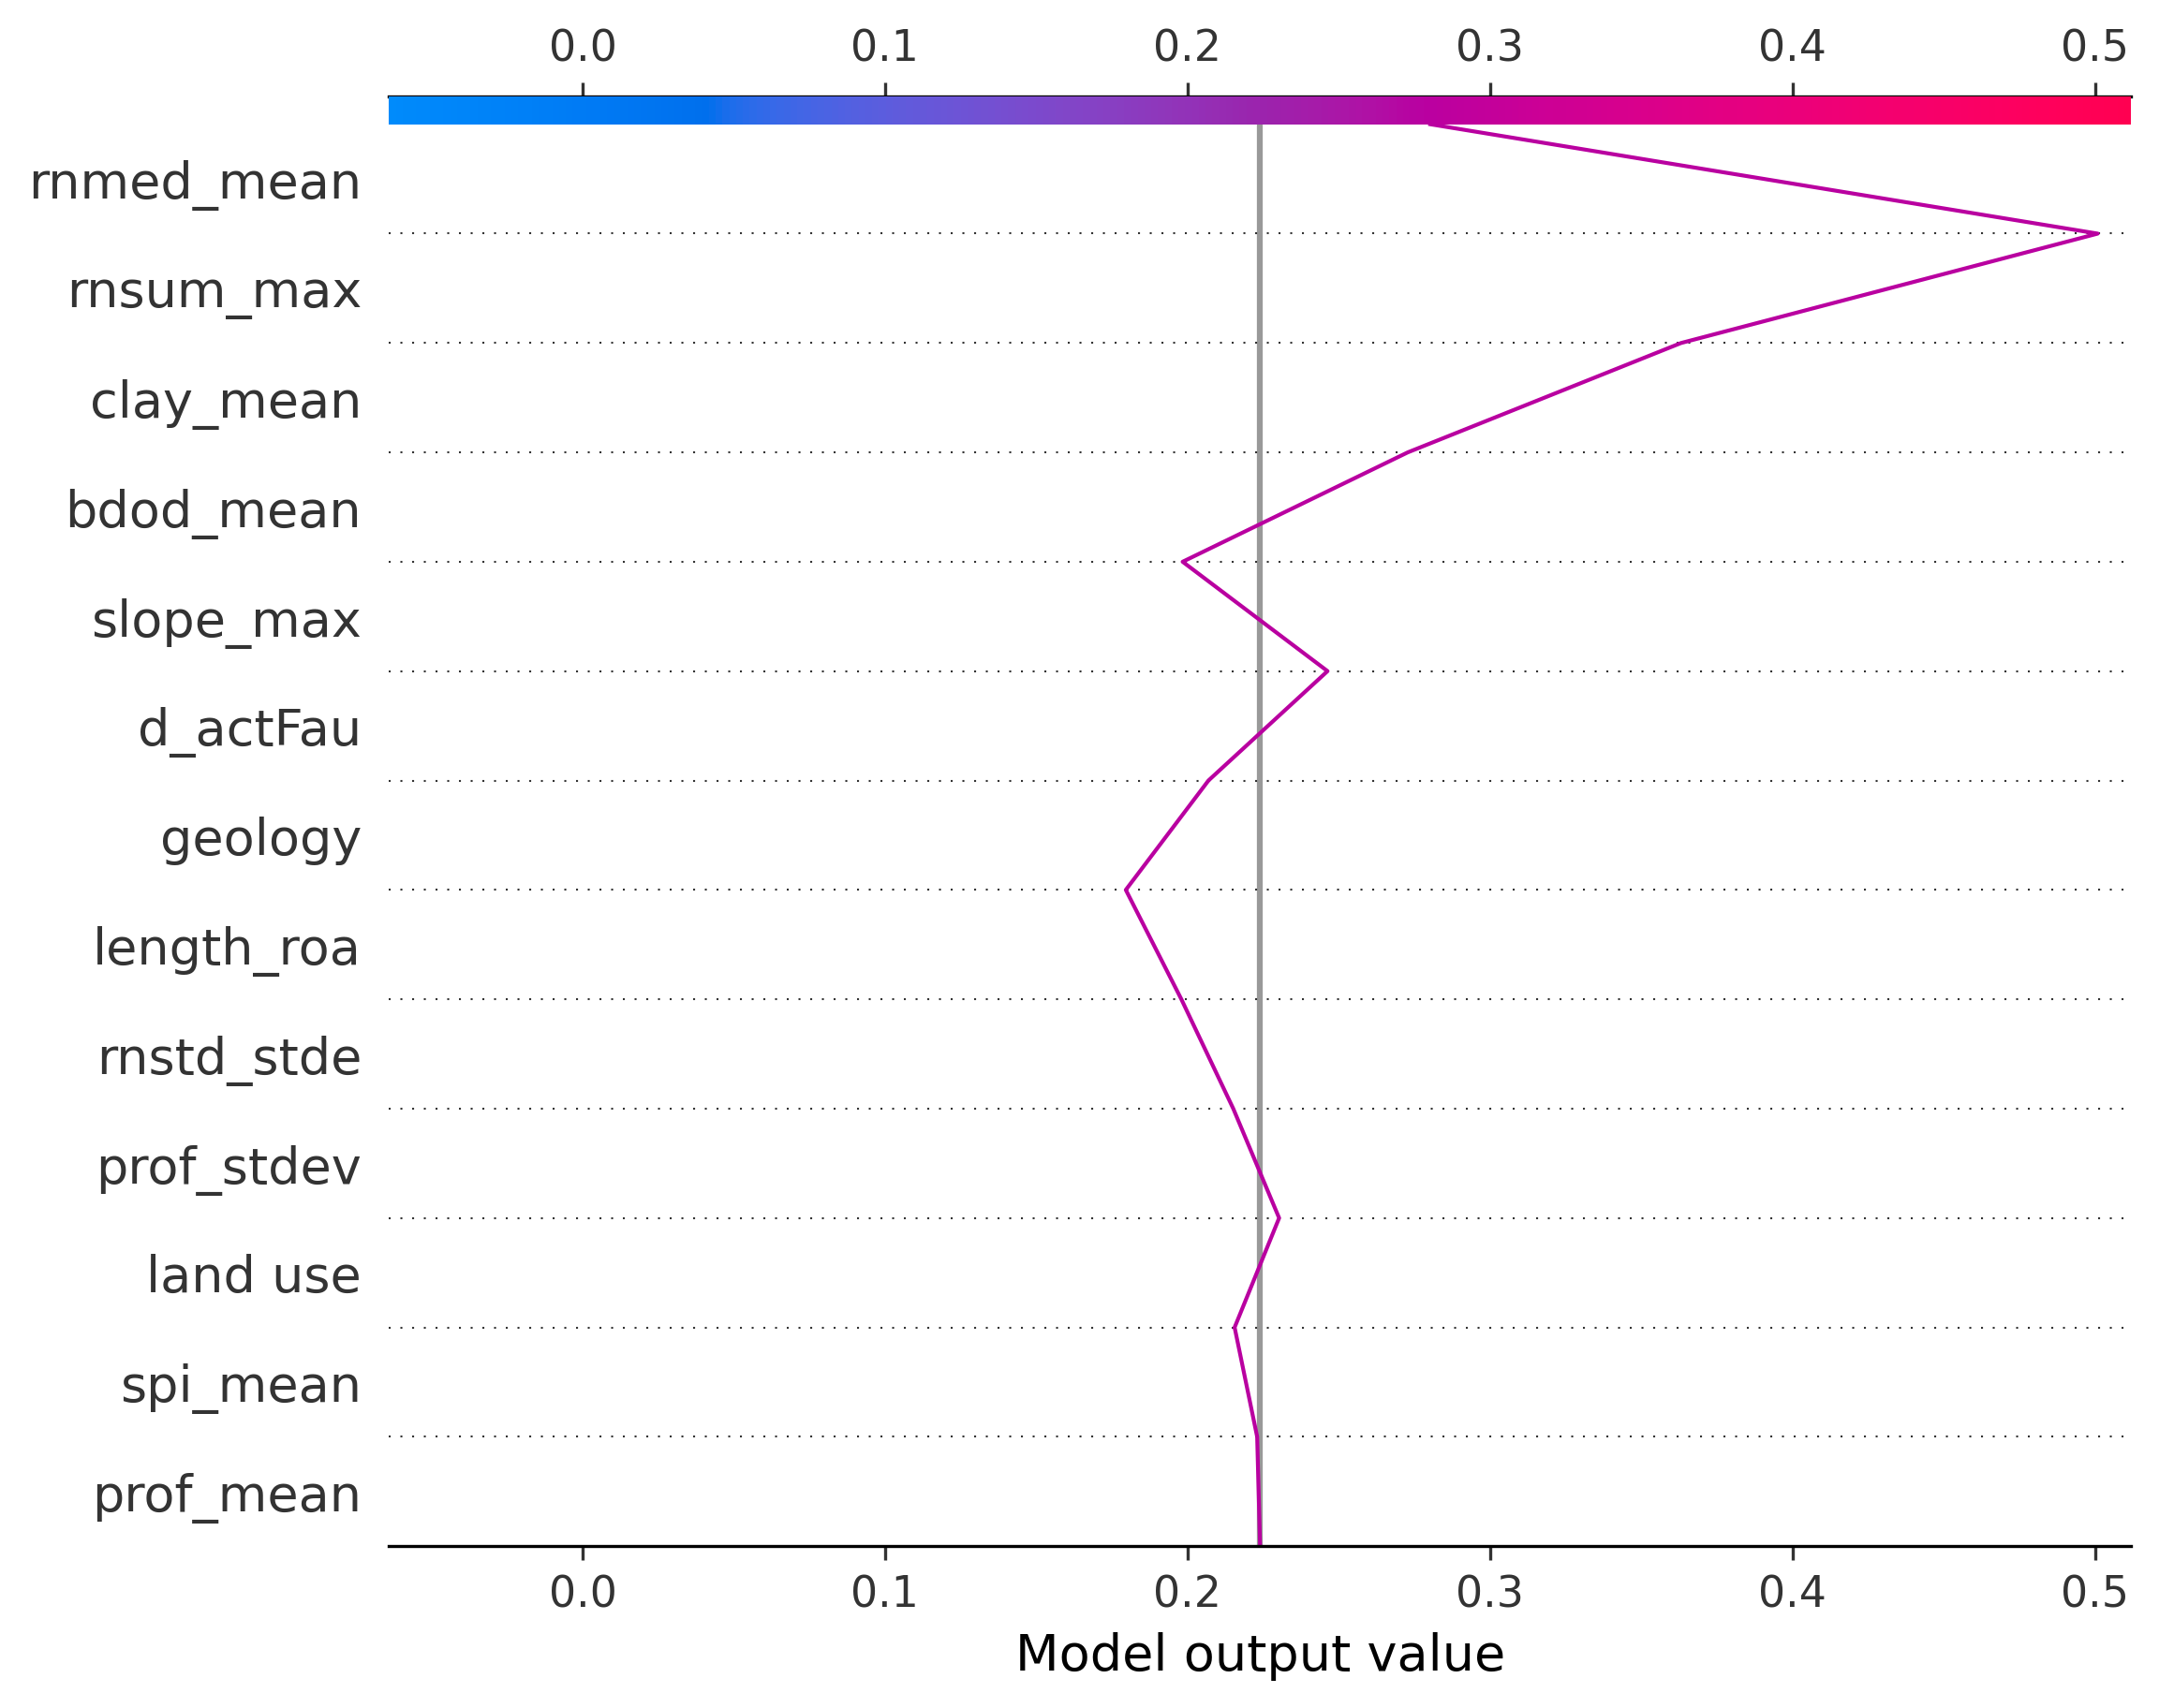 0.0 0.1 0.2 0.3 0.4 0.5
rnmed_mean
rnsum_max
clay_mean
bdod_mean
slope_max
d_actFau
geology
length_roa
rnstd_stde
prof_stdev
land use
spi_mean
prof_mean
0.0 0.1 0.2 0.3 0.4 0.5
Model output value